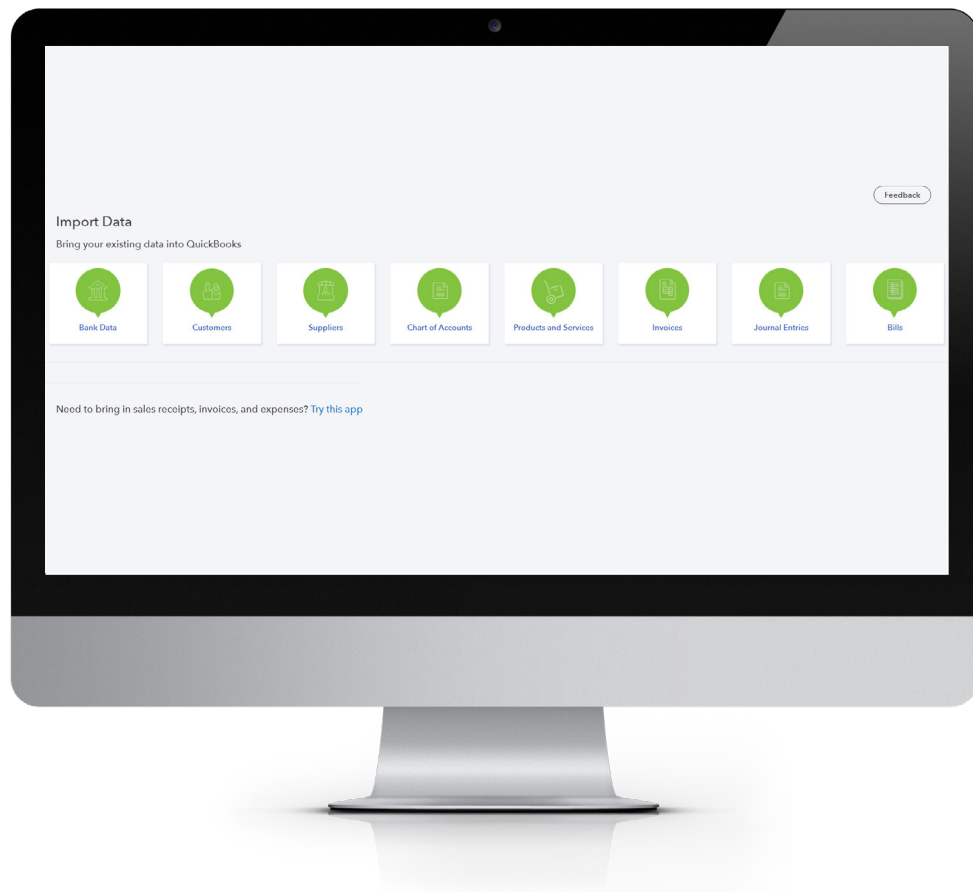 Feedback
Import Data
Bring your existing data into QuickBooks
Bank Data
Customers
Suppliers
Chart of Accounts
Products and Services
Invoices
Journal Entries
Bills
Need to bring in sales receipts, invoices, and expenses? Try this app